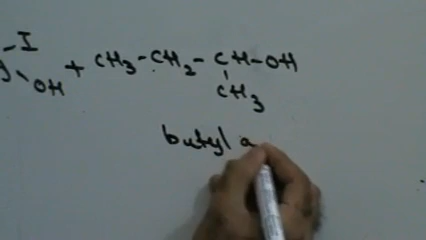 -I
+ CH₃-CH₂-CH-OH
OH
CH₃
butyl a